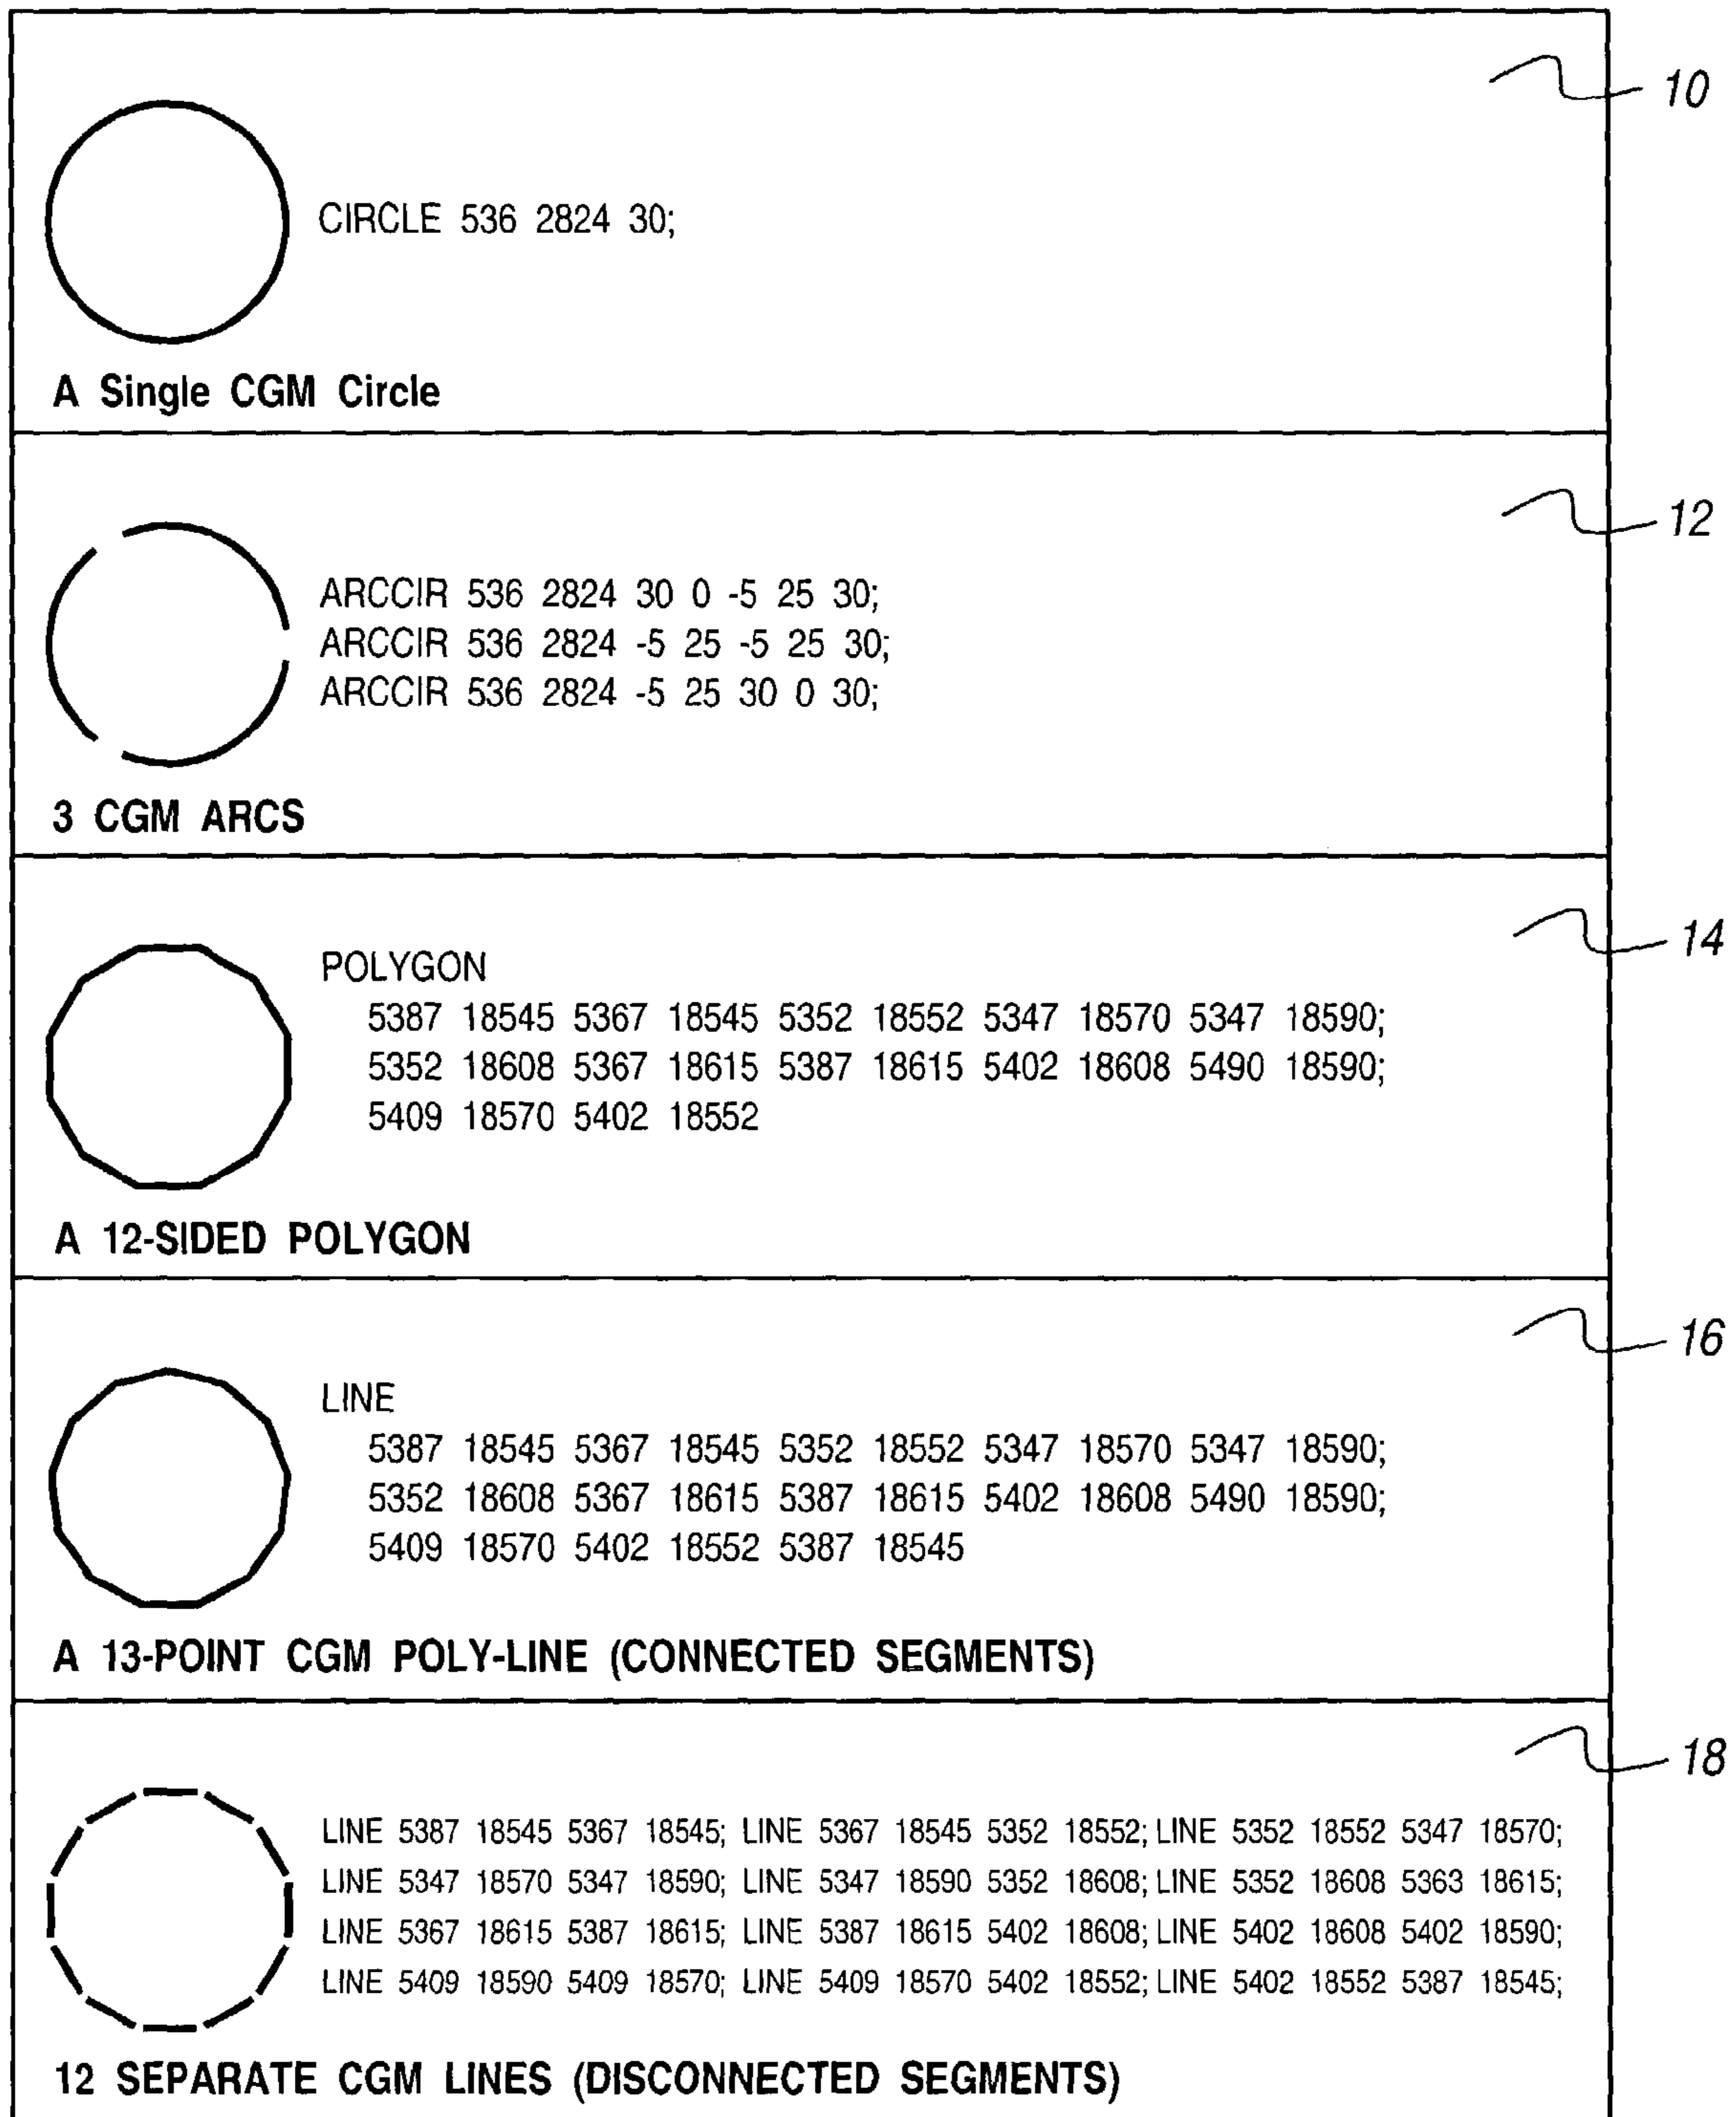 10
CIRCLE 536 2824 30;
A Single CGM Circle
12
ARCCIR 536 2824 30 0 -5 25 30;
ARCCIR 536 2824 -5 25 -5 25 30;
ARCCIR 536 2824 -5 25 30 0 30;
3 CGM ARCS
14
POLYGON
5387 18545 5367 18545 5352 18552 5347 18570 5347 18590;
5352 18608 5367 18615 5387 18615 5402 18608 5490 18590;
5409 18570 5402 18552
A 12-SIDED POLYGON
16
LINE
5387 18545 5367 18545 5352 18552 5347 18570 5347 18590;
5352 18608 5367 18615 5387 18615 5402 18608 5490 18590;
5409 18570 5402 18552 5387 18545
A 13-POINT CGM POLY-LINE (CONNECTED SEGMENTS)
18
LINE 5387 18545 5367 18545; LINE 5367 18545 5352 18552; LINE 5352 18552 5347 18570;
LINE 5347 18570 5347 18590; LINE 5347 18590 5352 18608; LINE 5352 18608 5363 18615;
LINE 5367 18615 5387 18615; LINE 5387 18615 5402 18608; LINE 5402 18608 5402 18590;
LINE 5409 18590 5409 18570; LINE 5409 18570 5402 18552; LINE 5402 18552 5387 18545;
12 SEPARATE CGM LINES (DISCONNECTED SEGMENTS)